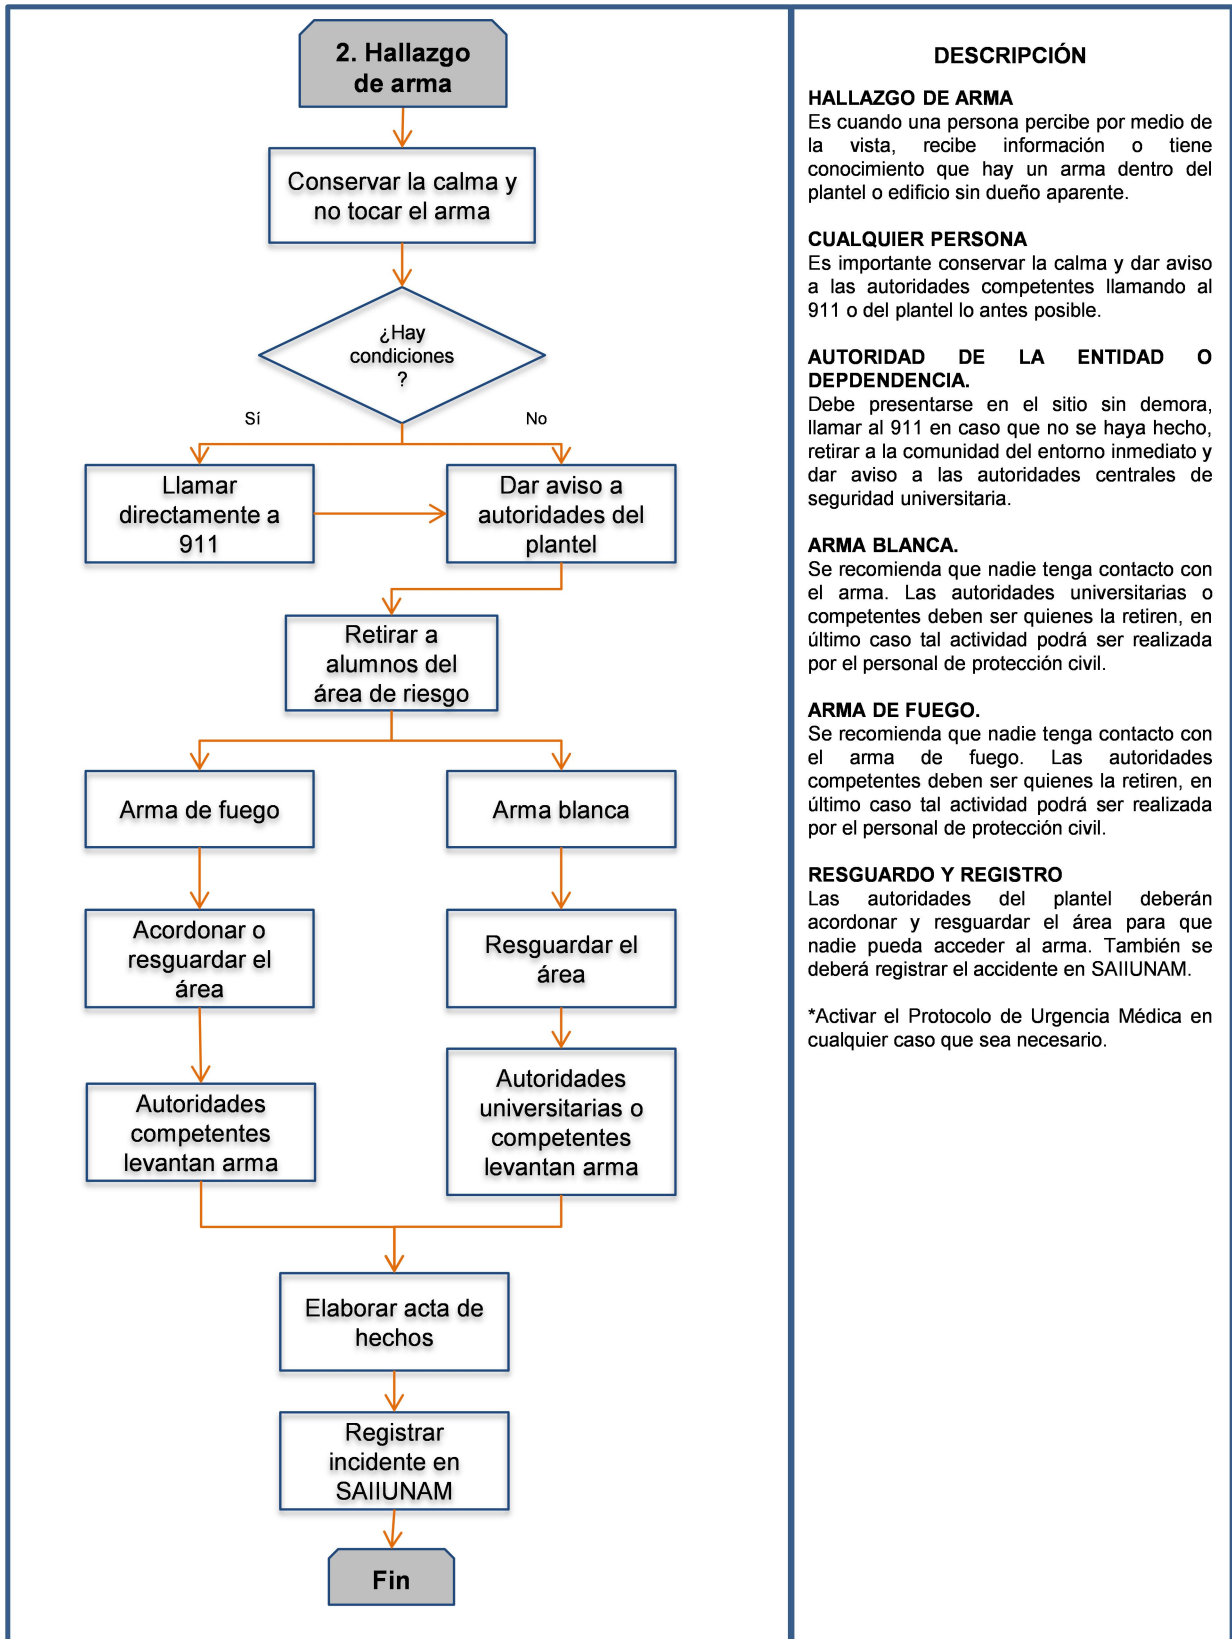 2. Hallazgo
de arma
Conservar la calma y
no tocar el arma
¿Hay
condiciones
?
Sí
No
Llamar
directamente a
911
Dar aviso a
autoridades del
plantel
Retirar a
alumnos del
área de riesgo
Arma de fuego
Arma blanca
Acordonar o
resguardar el
área
Resguardar el
área
Autoridades
competentes
levantan arma
Autoridades
universitarias o
competentes
levantan arma
Elaborar acta de
hechos
Registrar
incidente en
SAIIUNAM
Fin
DESCRIPCIÓN
HALLAZGO DE ARMA
Es cuando una persona percibe por medio de
la vista, recibe información o tiene
conocimiento que hay un arma dentro del
plantel o edificio sin dueño aparente.
CUALQUIER PERSONA
Es importante conservar la calma y dar aviso
a las autoridades competentes llamando al
911 o del plantel lo antes posible.
AUTORIDAD DE LA ENTIDAD O
DEPDENDENCIA.
Debe presentarse en el sitio sin demora,
llamar al 911 en caso que no se haya hecho,
retirar a la comunidad del entorno inmediato y
dar aviso a las autoridades centrales de
seguridad universitaria.
ARMA BLANCA.
Se recomienda que nadie tenga contacto con
el arma. Las autoridades universitarias o
competentes deben ser quienes la retiren, en
último caso tal actividad podrá ser realizada
por el personal de protección civil.
ARMA DE FUEGO.
Se recomienda que nadie tenga contacto con
el arma de fuego. Las autoridades
competentes deben ser quienes la retiren, en
último caso tal actividad podrá ser realizada
por el personal de protección civil.
RESGUARDO Y REGISTRO
Las autoridades del plantel deberán
acordonar y resguardar el área para que
nadie pueda acceder al arma. También se
deberá registrar el accidente en SAIIUNAM.
*Activar el Protocolo de Urgencia Médica en
cualquier caso que sea necesario.